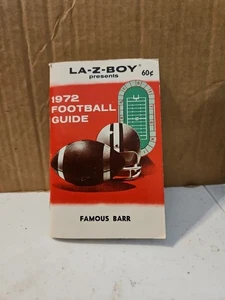 LA-Z-BOY®
presents
60¢
1972
FOOTBALL
GUIDE
FAMOUS BARR